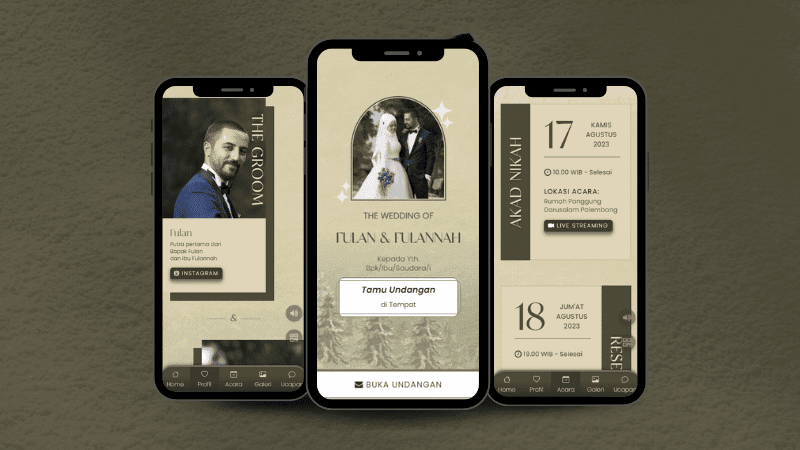 THE GROOM
Fulan
Putra pertama dari
Bapak Fulan
dan Ibu Fulannah
INSTAGRAM
&
Home Profil Acara Galeri Ucapan
THE WEDDING OF
FULAN & FULANNAH
Kepada Yth.
Bpk/Ibu/Saudara/i
Tamu Undangan
di Tempat
BUKA UNDANGAN
AKAD NIKAH
17
KAMIS
AGUSTUS
2023
10.00 WIB - Selesai
LOKASI ACARA:
Rumah Panggung
Darusalam Palembang
LIVE STREAMING
18
JUM'AT
AGUSTUS
2023
19.00 WIB - Selesai
RESE
Home Profil Acara Galeri Ucapan